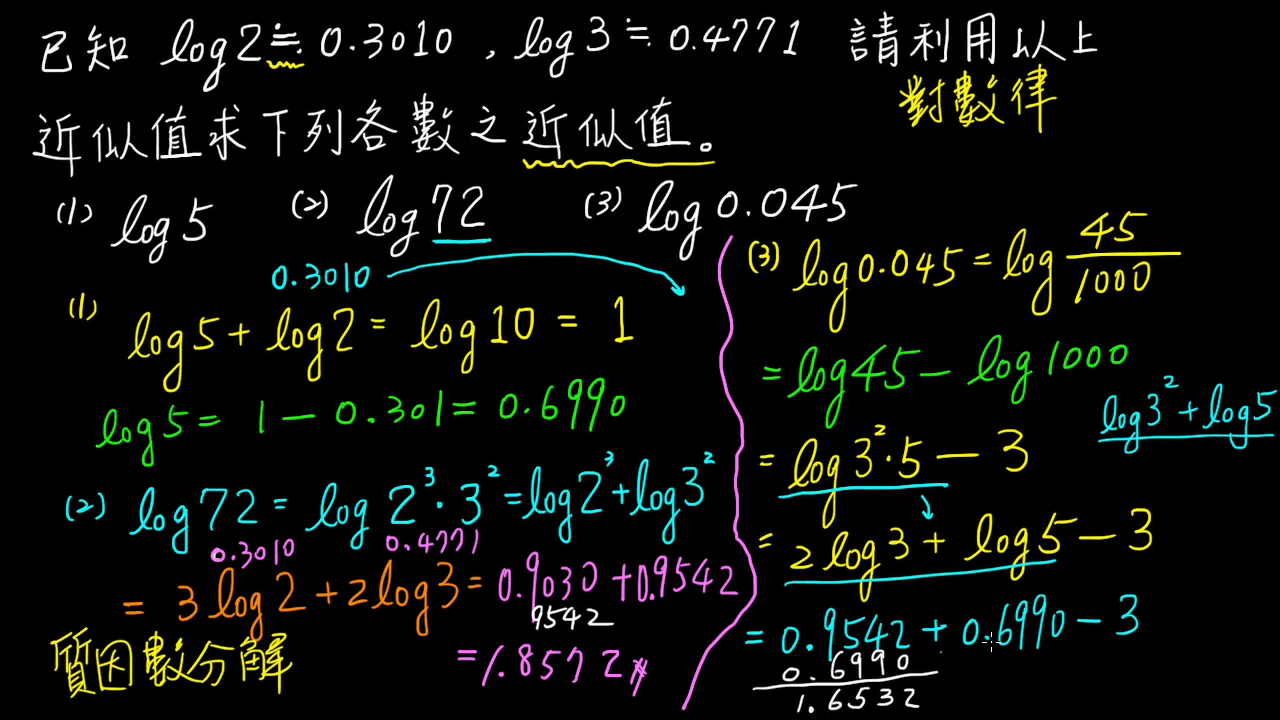 已知 log2≒0.3010 , log3≒0.4771 請利用以上
對數律
近似值求下列各數之近似值。
(1) log5 (2) log72 (3) log0.045
0.3010
(1) log5 + log2 = log10 = 1
log5 = 1 − 0.301 = 0.6990
(2) log72 = log2³·3² = log2³ + log3²
0.3010 0.4771
= 3log2 + 2log3 = 0.9030 + 0.9542
9542
= 1.8572
質因數分解
(3) log0.045 = log 45/1000
= log45 − log1000
log3² + log5
= log3²·5 − 3
= 2log3 + log5 − 3
= 0.9542 + 0.6990 − 3
0.6990
1.6532